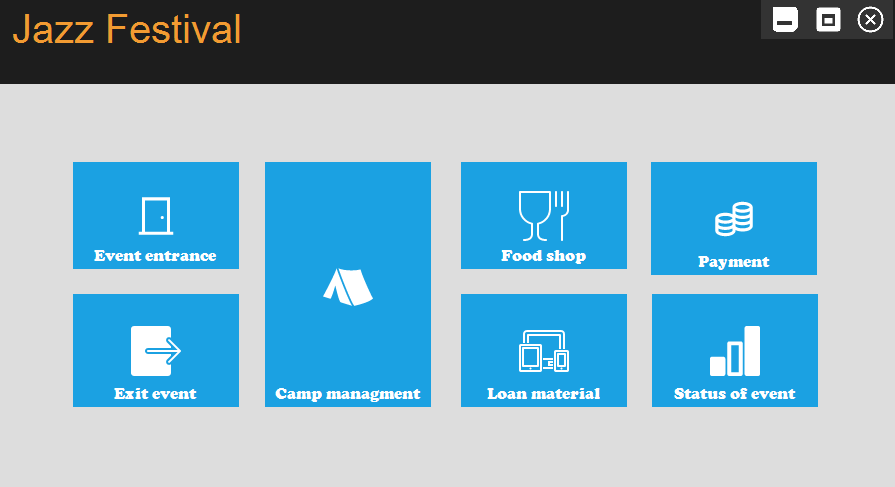 Jazz Festival
Event entrance
Food shop
Payment
Exit event
Camp managment
Loan material
Status of event